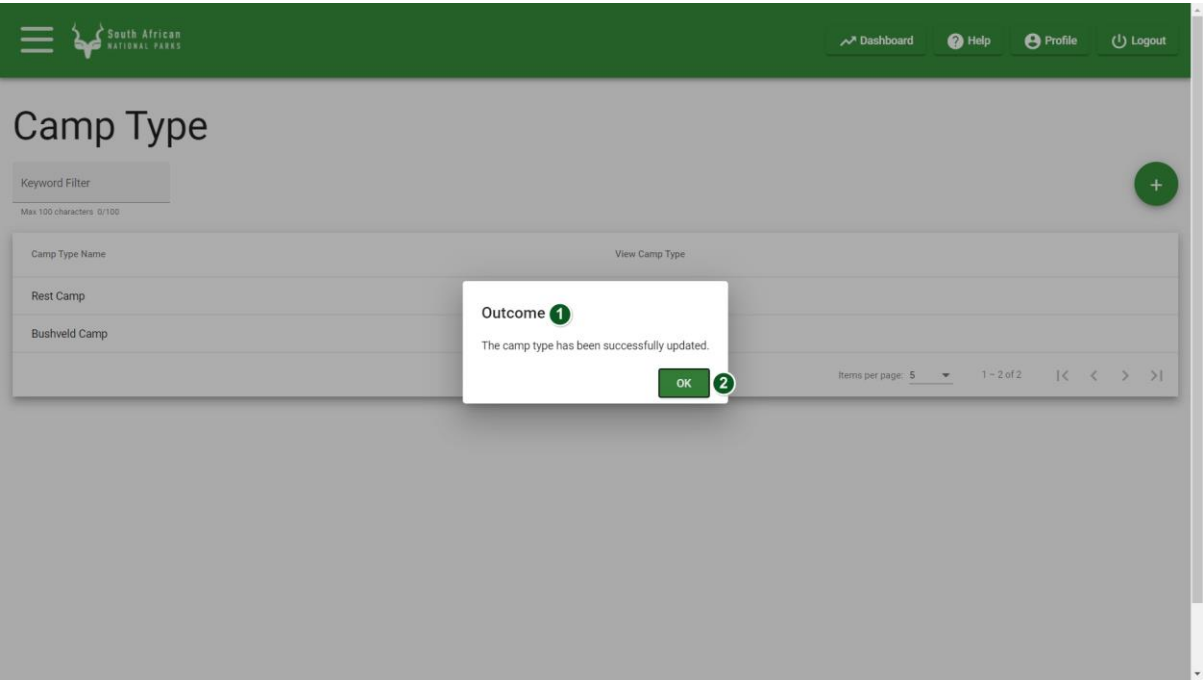 South African
NATIONAL PARKS
Dashboard
Help
Profile
Logout
Camp Type
Keyword Filter
Max 100 characters 0/100
+
Camp Type Name
View Camp Type
Rest Camp
Bushveld Camp
Outcome 1
The camp type has been successfully updated.
OK 2
Items per page: 5
1 – 2 of 2